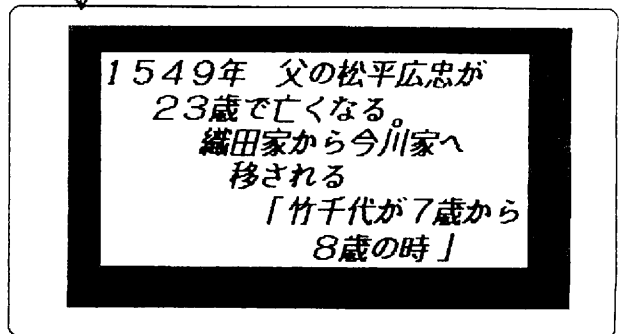 1549年 父の松平広忠が
23歳で亡くなる。
織田家から今川家へ
移される
「竹千代が7歳から
8歳の時」